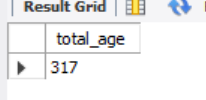 Result Grid
total_age
317